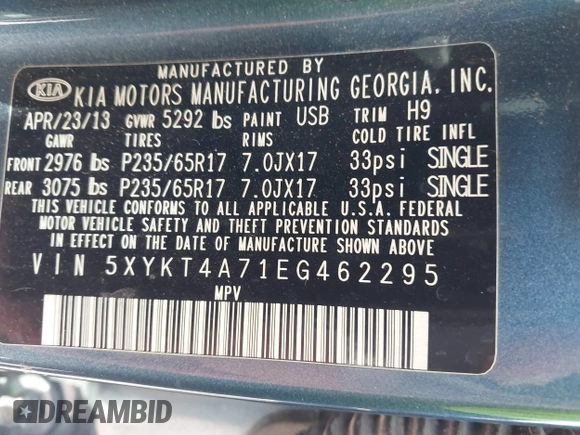 MANUFACTURED BY
KIA KIA MOTORS MANUFACTURING GEORGIA, INC.
APR/23/13 GVWR 5292 lbs PAINT USB TRIM H9
GAWR TIRES RIMS COLD TIRE INFL
FRONT 2976 lbs P235/65R17 7.0JX17 33psi SINGLE
REAR 3075 lbs P235/65R17 7.0JX17 33psi SINGLE
THIS VEHICLE CONFORMS TO ALL APPLICABLE U.S.A. FEDERAL
MOTOR VEHICLE SAFETY AND THEFT PREVENTION STANDARDS
IN EFFECT ON THE DATE OF MANUFACTURE SHOWN ABOVE.
VIN 5XYKT4A71EG462295
MPV
DREAMBID